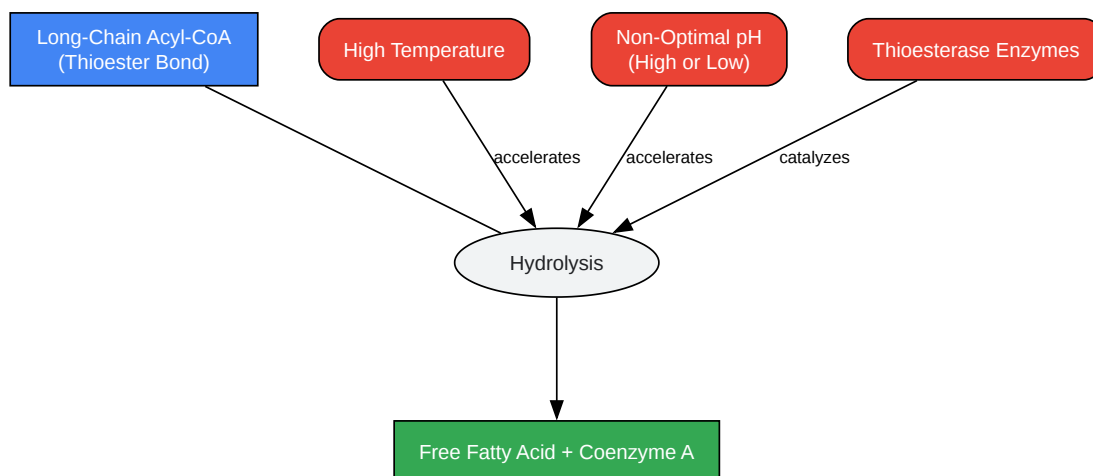 Long-Chain Acyl-CoA
(Thioester Bond)
High Temperature
Non-Optimal pH
(High or Low)
Thioesterase Enzymes
accelerates
accelerates
catalyzes
Hydrolysis
Free Fatty Acid + Coenzyme A